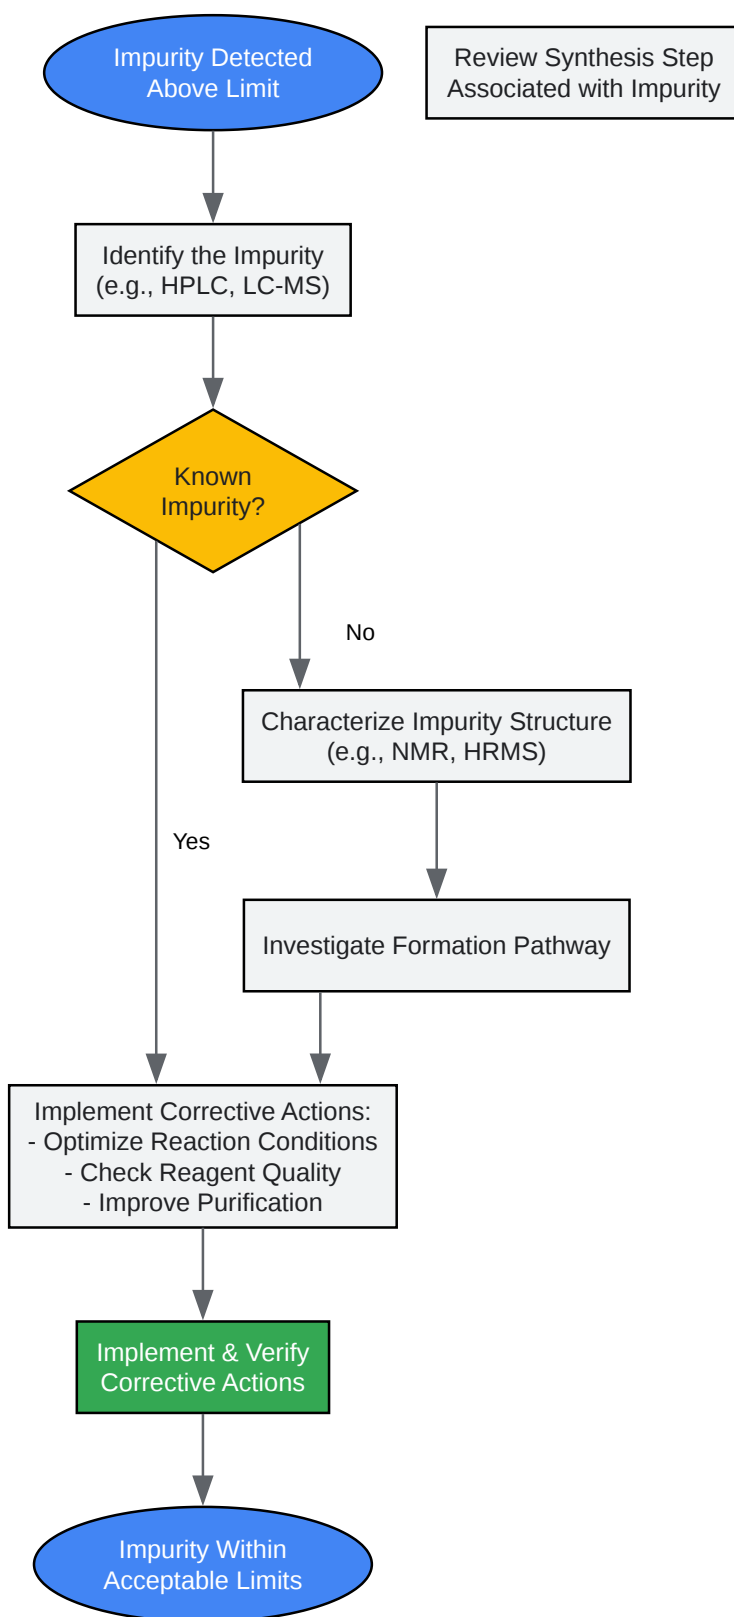 Impurity Detected
Above Limit
Review Synthesis Step
Associated with Impurity
Identify the Impurity
(e.g., HPLC, LC-MS)
Known
Impurity?
No
Characterize Impurity Structure
(e.g., NMR, HRMS)
Yes
Investigate Formation Pathway
Implement Corrective Actions:
- Optimize Reaction Conditions
- Check Reagent Quality
- Improve Purification
Implement & Verify
Corrective Actions
Impurity Within
Acceptable Limits